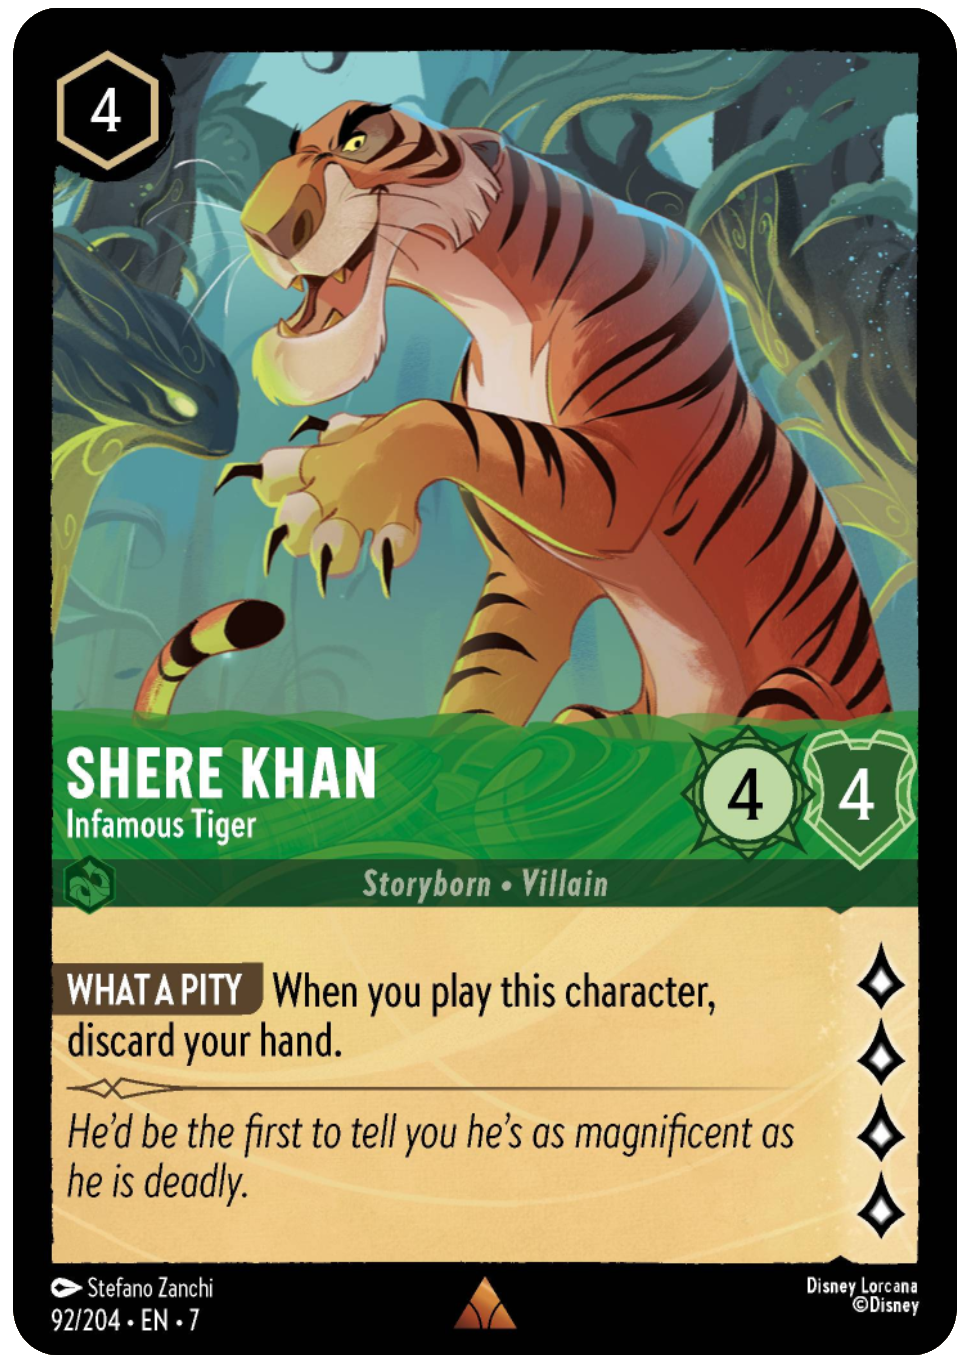 4
SHERE KHAN
Infamous Tiger
4
4
Storyborn • Villain
WHAT A PITY When you play this character,
discard your hand.
He'd be the first to tell you he's as magnificent as
he is deadly.
Stefano Zanchi
92/204 • EN • 7
Disney Lorcana
©Disney